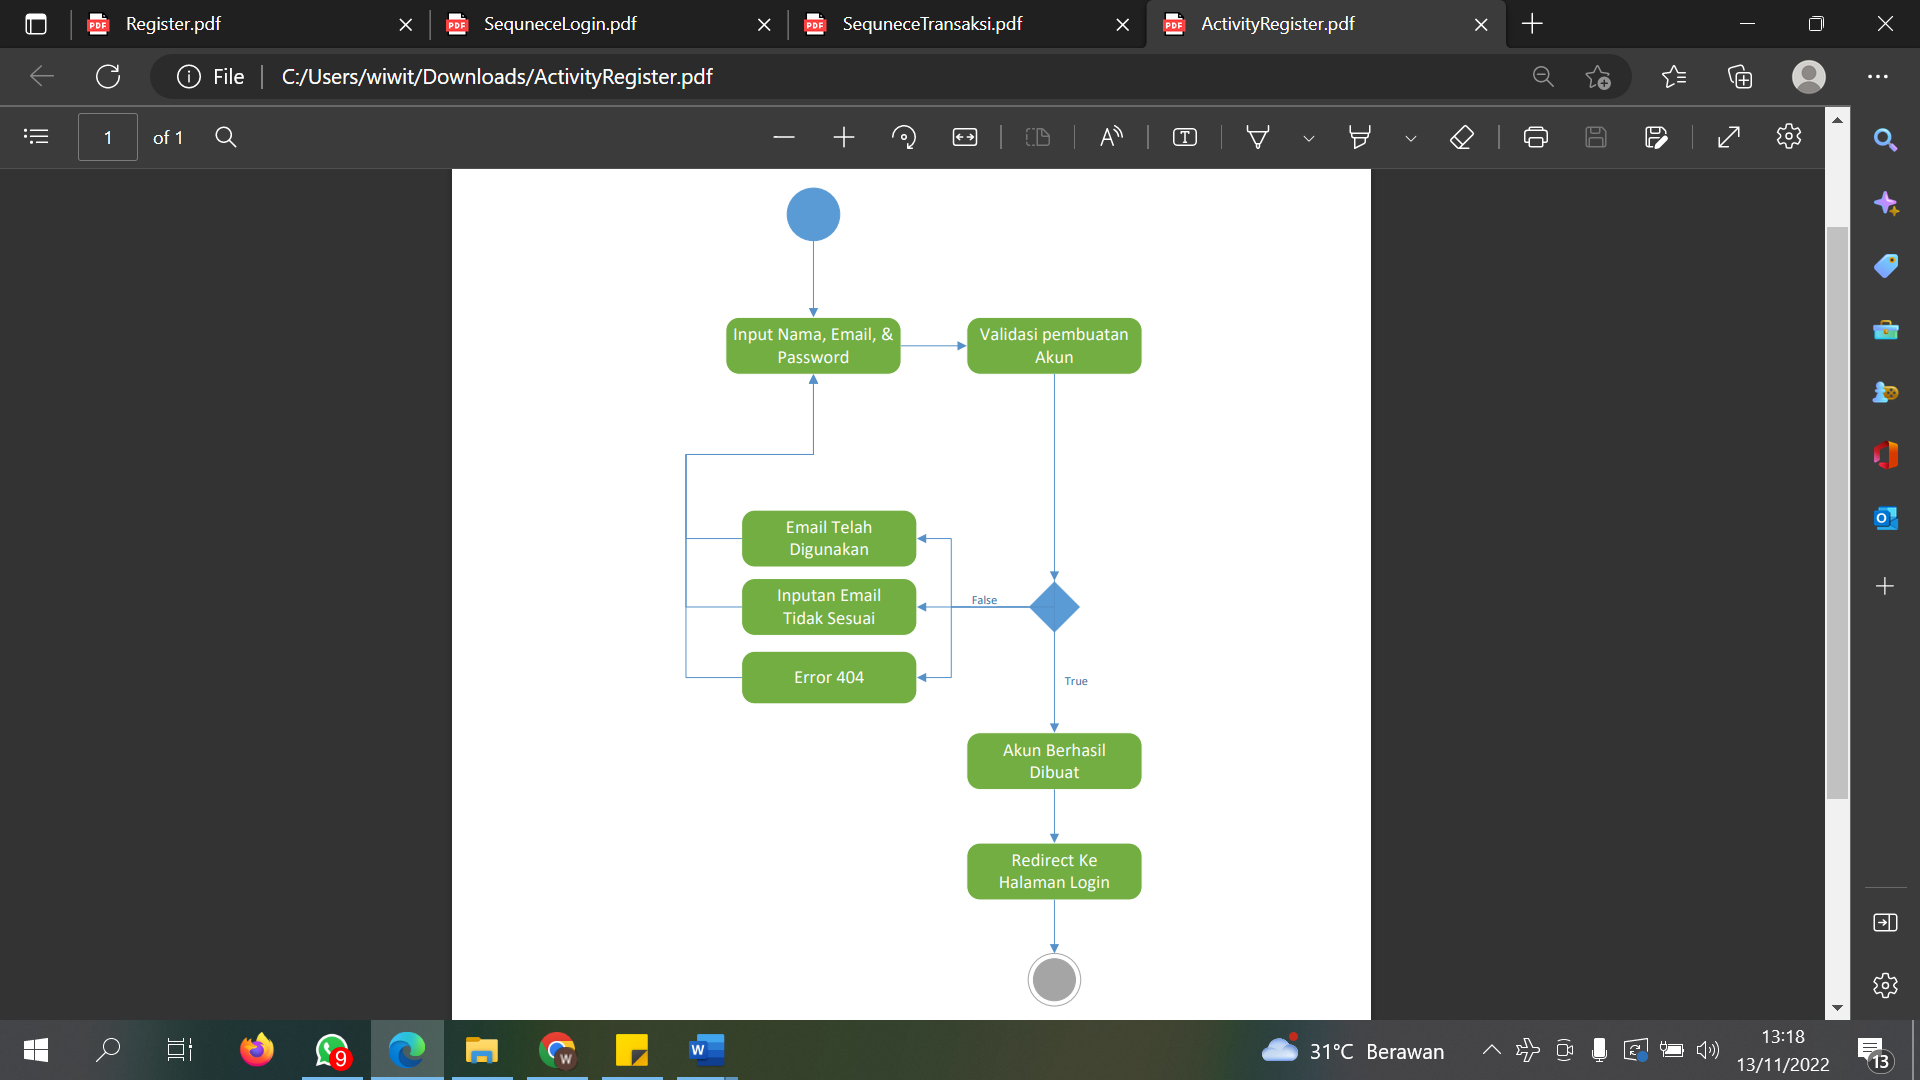 Register.pdf
SequneceLogin.pdf
SequneceTransaksi.pdf
ActivityRegister.pdf
File
C:/Users/wiwit/Downloads/ActivityRegister.pdf
1
of 1
Input Nama, Email, &
Password
Validasi pembuatan
Akun
Email Telah
Digunakan
Inputan Email
Tidak Sesuai
False
Error 404
True
Akun Berhasil
Dibuat
Redirect Ke
Halaman Login
9
W
W
31°C Berawan
13:18
13/11/2022
13